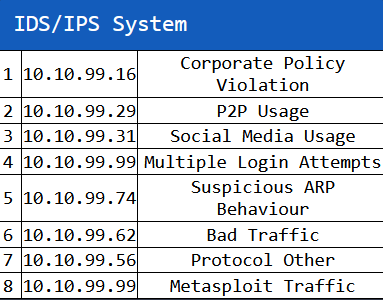 IDS/IPS System
1 10.10.99.16 Corporate Policy
Violation
2 10.10.99.29 P2P Usage
3 10.10.99.31 Social Media Usage
4 10.10.99.99 Multiple Login Attempts
5 10.10.99.74 Suspicious ARP
Behaviour
6 10.10.99.62 Bad Traffic
7 10.10.99.56 Protocol Other
8 10.10.99.99 Metasploit Traffic